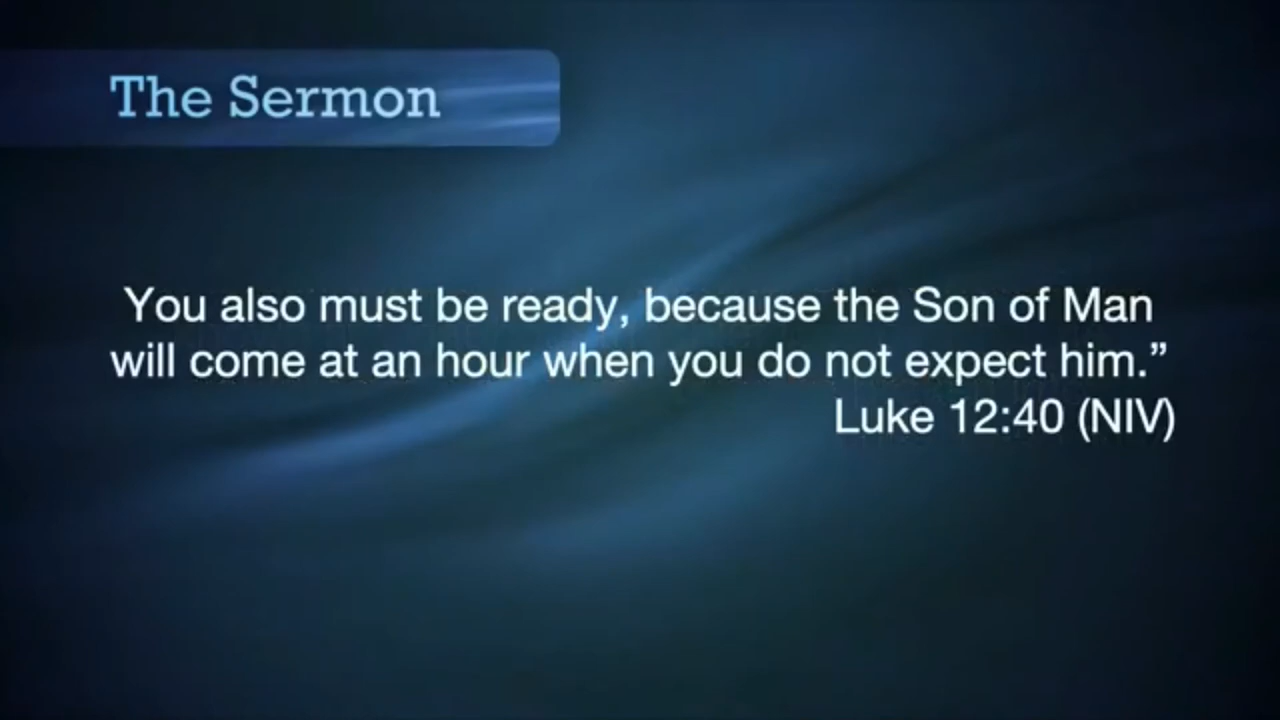 The Sermon
You also must be ready, because the Son of Man
will come at an hour when you do not expect him.”
Luke 12:40 (NIV)